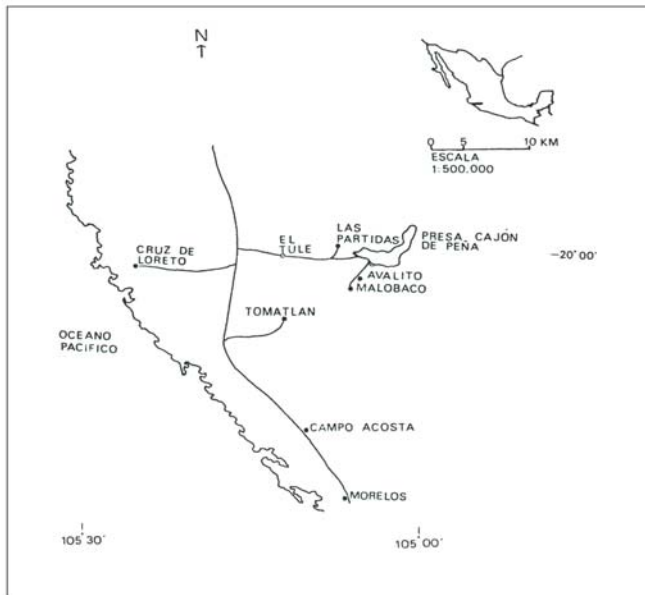 N
0 5 10 KM
ESCALA
1:500.000
LAS
PARTIDAS
EL
TULE
PRESA CAJÓN
DE PEÑA
CRUZ DE
LORETO
-20°00'
AVALITO
MALOBACO
TOMATLAN
OCEANO
PACIFICO
CAMPO ACOSTA
MORELOS
105°30'
105°00'